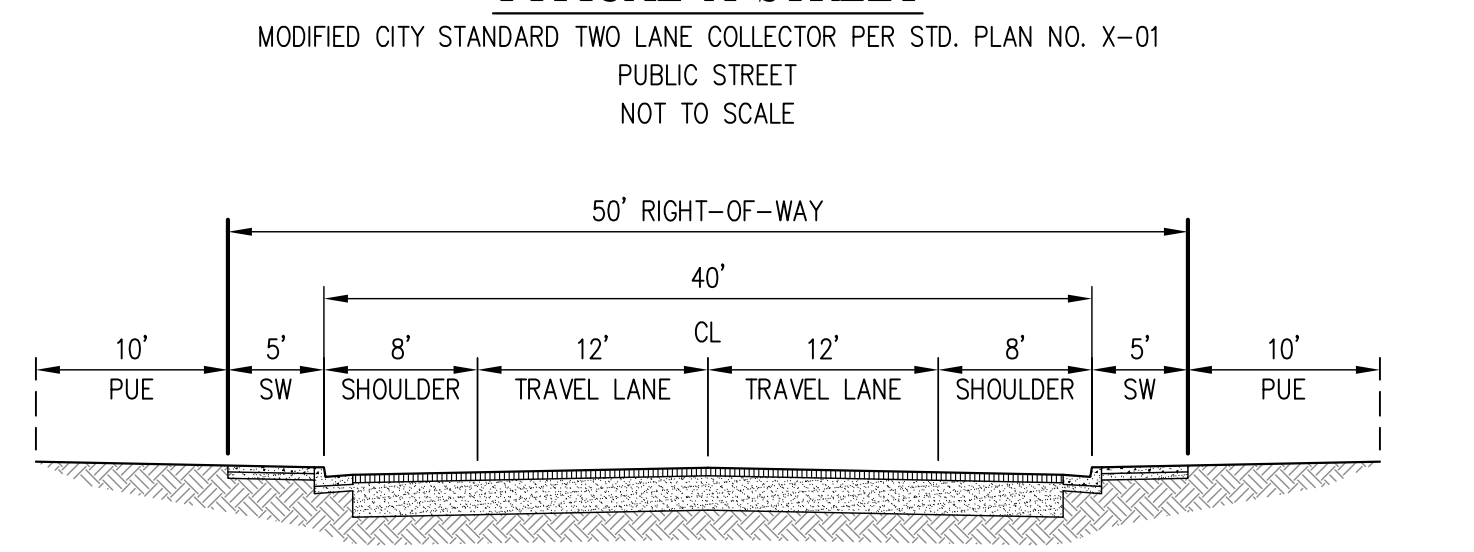 MODIFIED CITY STANDARD TWO LANE COLLECTOR PER STD. PLAN NO. X-01
PUBLIC STREET
NOT TO SCALE
50' RIGHT-OF-WAY
40'
CL
10' 5' 8' 12' 12' 8' 5' 10'
PUE SW SHOULDER TRAVEL LANE TRAVEL LANE SHOULDER SW PUE